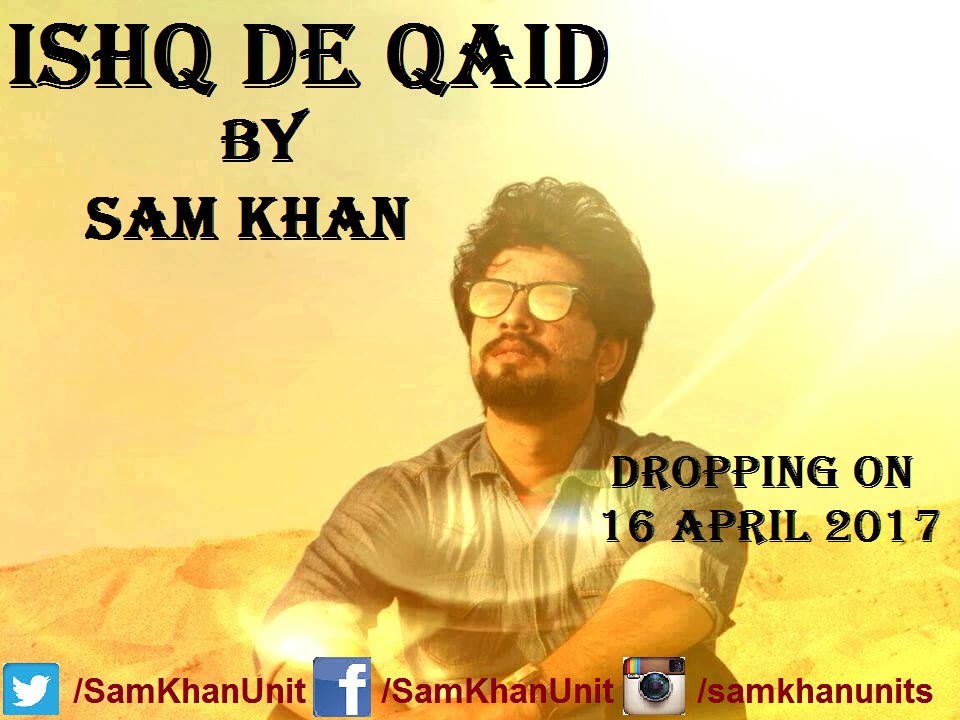 ISHQ DE QAID
BY
SAM KHAN
DROPPING ON
16 APRIL 2017
/SamKhanUnit /SamKhanUnit /samkhanunits